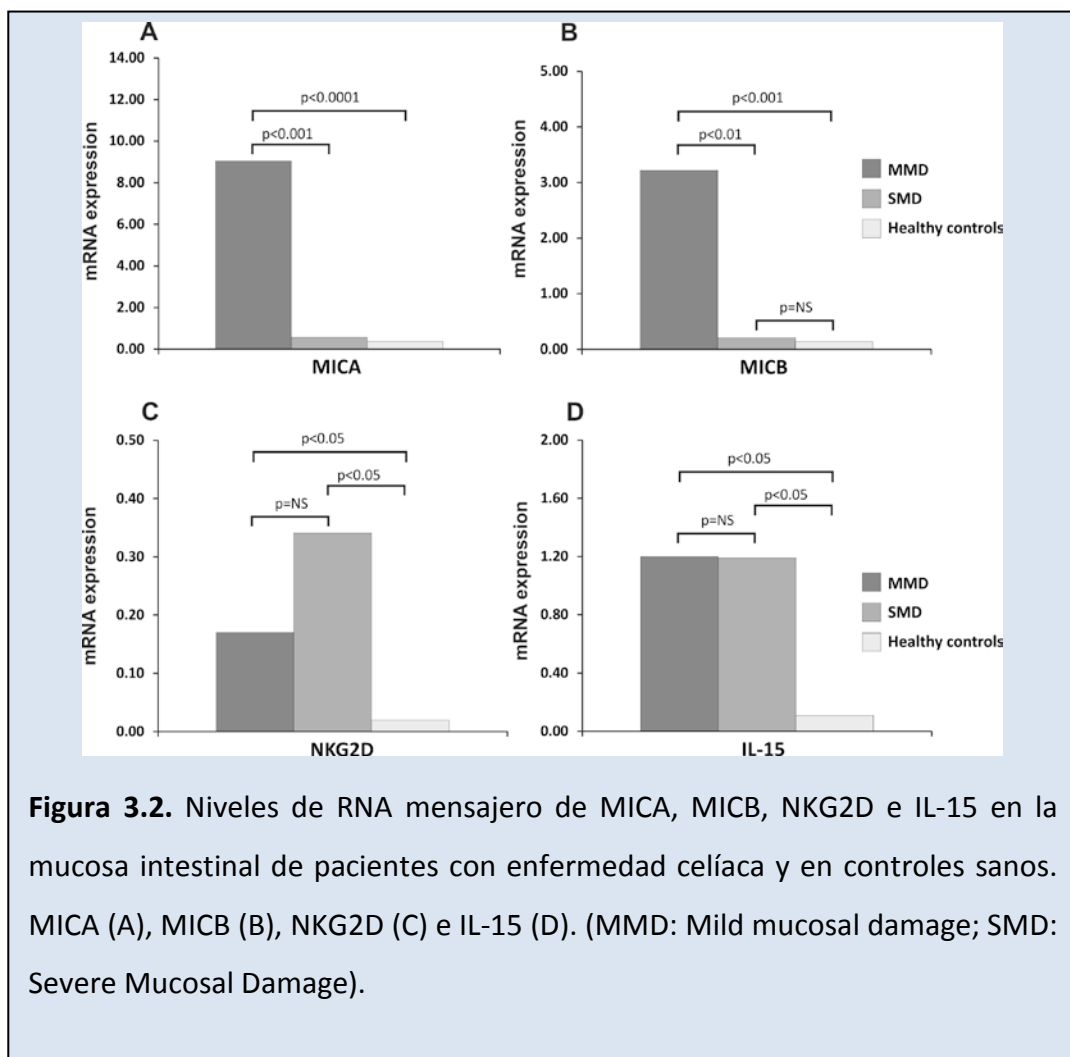 A
mRNA expression
14.00
12.00
10.00
8.00
6.00
4.00
2.00
0.00
p<0.0001
p<0.001
MICA
B
mRNA expression
5.00
4.00
3.00
2.00
1.00
0.00
p<0.001
p<0.01
p=NS
MICB
MMD
SMD
Healthy controls
C
mRNA expression
0.50
0.40
0.30
0.20
0.10
0.00
p<0.05
p<0.05
p=NS
NKG2D
D
mRNA expression
2.00
1.60
1.20
0.80
0.40
0.00
p<0.05
p<0.05
p=NS
IL-15
MMD
SMD
Healthy controls
Figura 3.2. Niveles de RNA mensajero de MICA, MICB, NKG2D e IL-15 en la
mucosa intestinal de pacientes con enfermedad celíaca y en controles sanos.
MICA (A), MICB (B), NKG2D (C) e IL-15 (D). (MMD: Mild mucosal damage; SMD:
Severe Mucosal Damage).